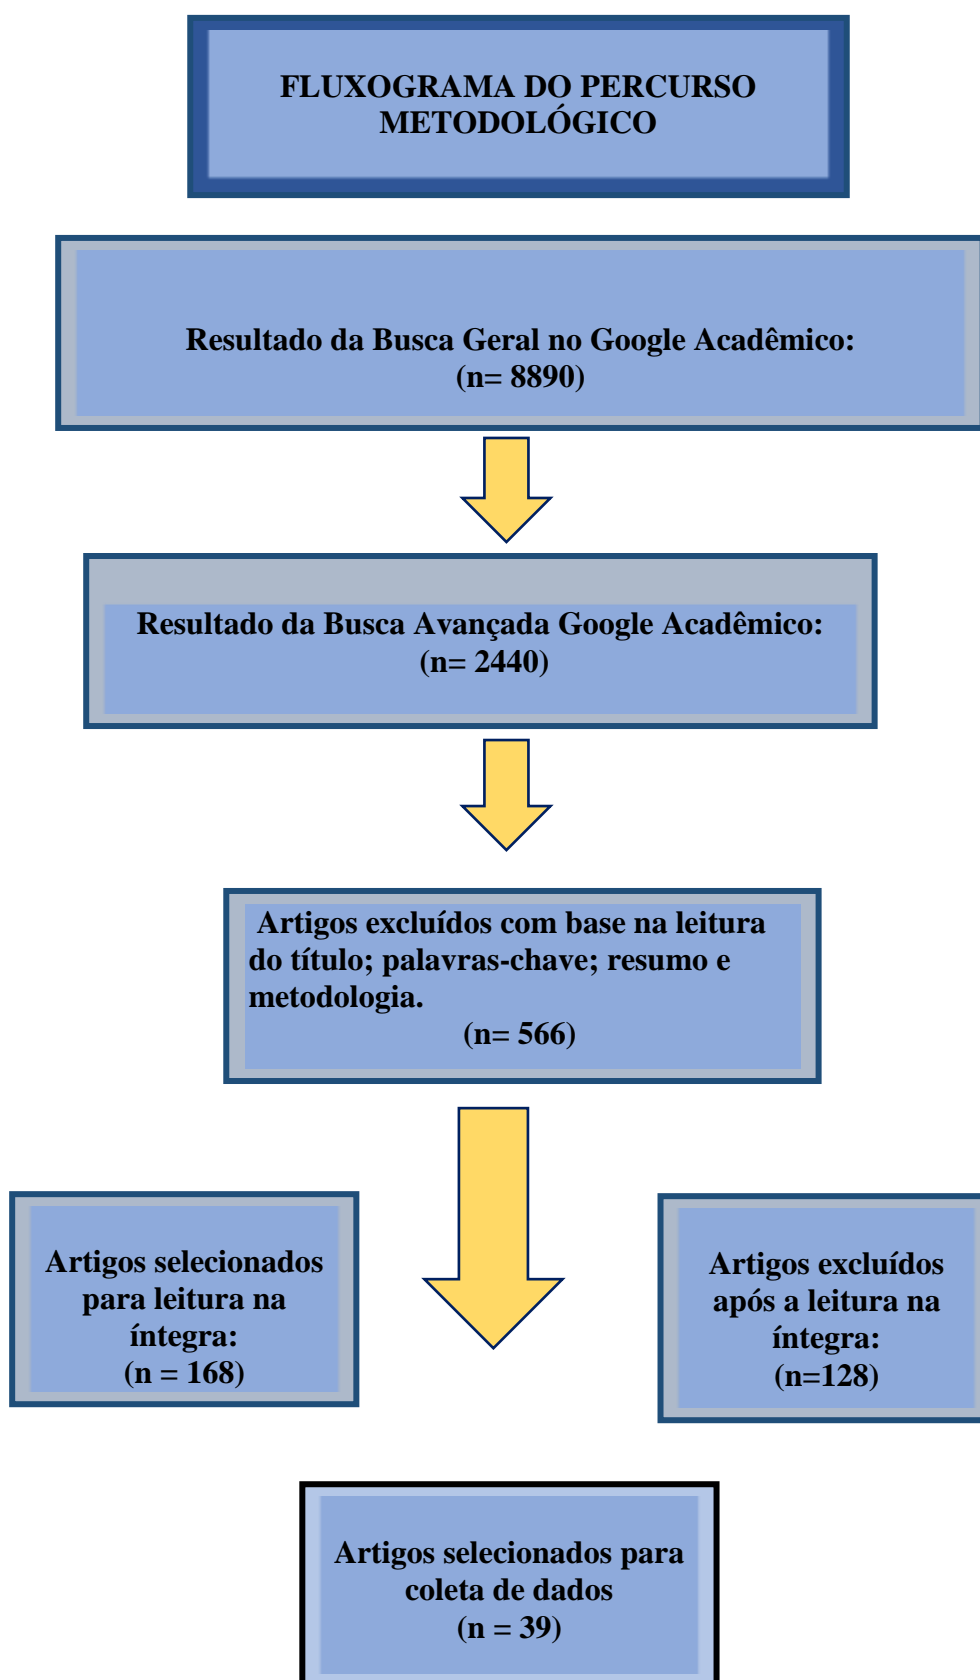 FLUXOGRAMA DO PERCURSO
METODOLÓGICO
Resultado da Busca Geral no Google Acadêmico:
(n= 8890)
Resultado da Busca Avançada Google Acadêmico:
(n= 2440)
Artigos excluídos com base na leitura
do título; palavras-chave; resumo e
metodologia.
(n= 566)
Artigos selecionados
para leitura na
íntegra:
(n = 168)
Artigos excluídos
após a leitura na
íntegra:
(n=128)
Artigos selecionados para
coleta de dados
(n = 39)